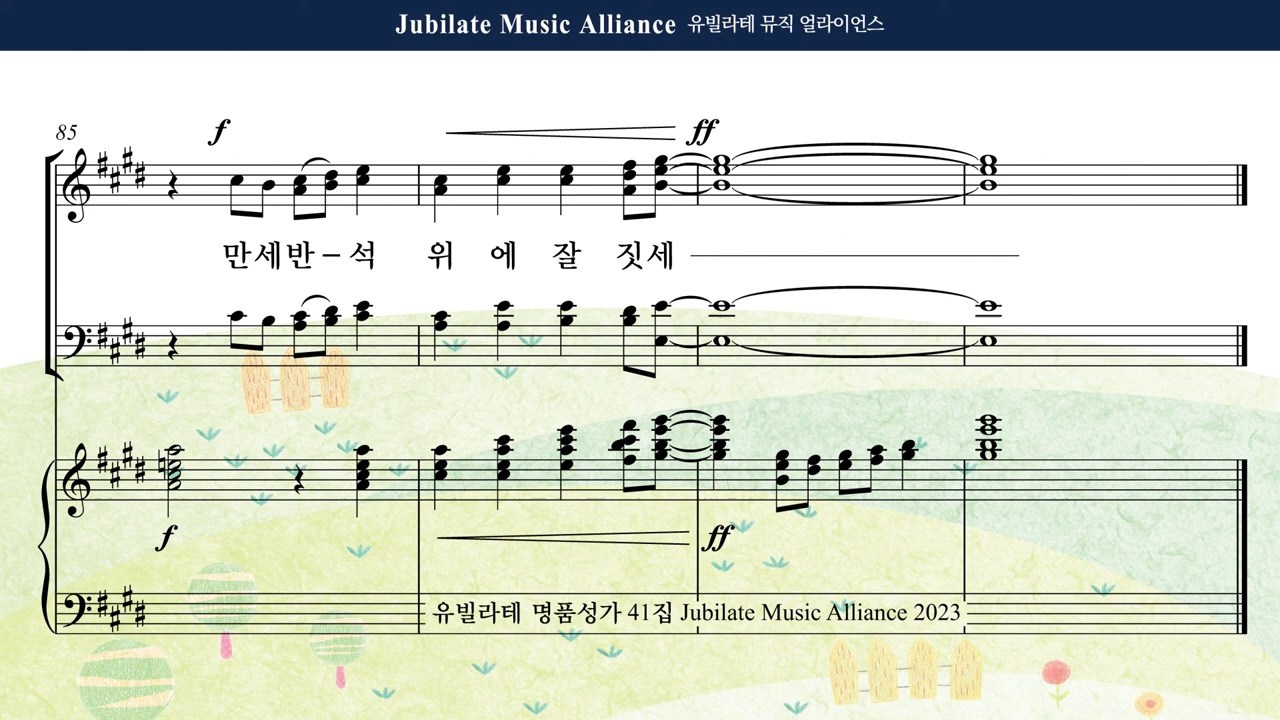 Jubilate Music Alliance 유빌라테 뮤직 얼라이언스
85
f
ff
만세반–석 위 에 잘 짓세
f
ff
유빌라테 명품성가 41집 Jubilate Music Alliance 2023